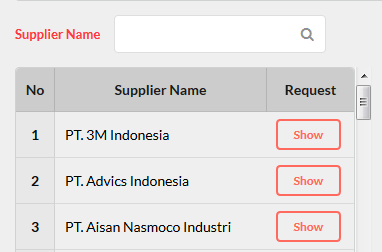 Supplier Name
No Supplier Name Request
1 PT. 3M Indonesia Show
2 PT. Advics Indonesia Show
3 PT. Aisan Nasmoco Industri Show